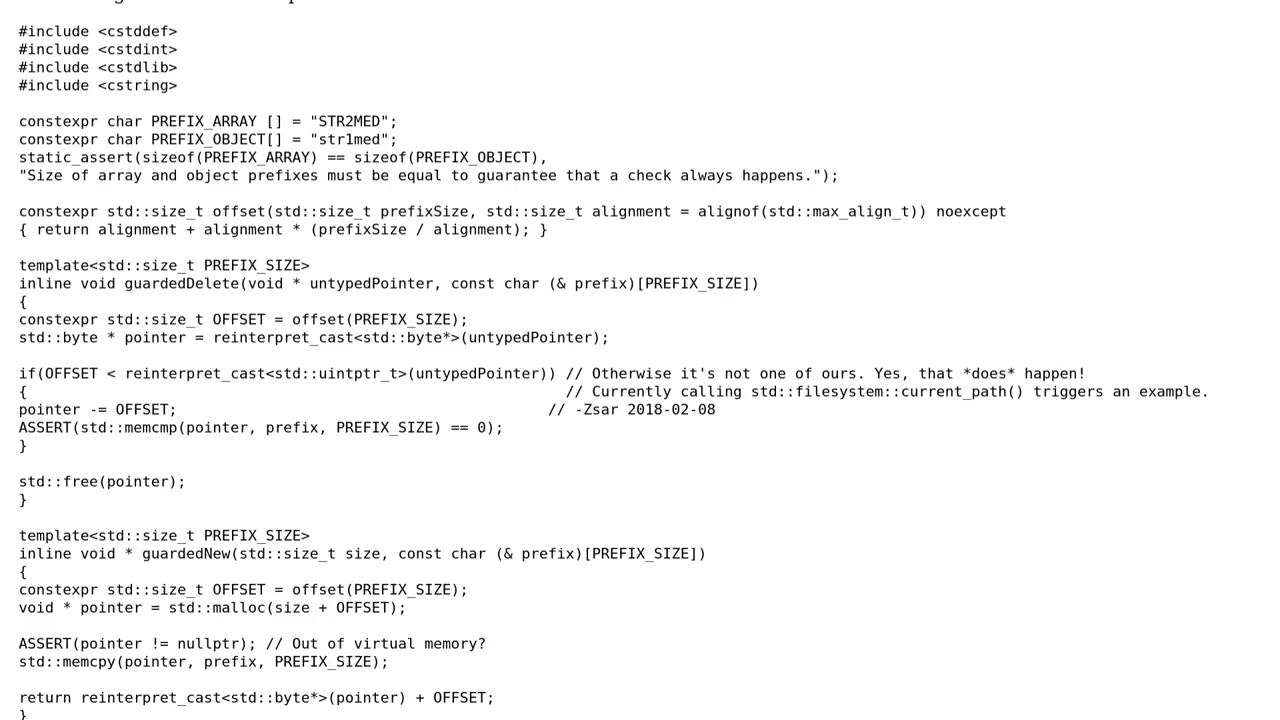 #include <cstddef>
#include <cstdint>
#include <cstdlib>
#include <cstring>
constexpr char PREFIX_ARRAY [] = "STR2MED";
constexpr char PREFIX_OBJECT[] = "str1med";
static_assert(sizeof(PREFIX_ARRAY) == sizeof(PREFIX_OBJECT),
"Size of array and object prefixes must be equal to guarantee that a check always happens.");
constexpr std::size_t offset(std::size_t prefixSize, std::size_t alignment = alignof(std::max_align_t)) noexcept
{ return alignment + alignment * (prefixSize / alignment); }
template<std::size_t PREFIX_SIZE>
inline void guardedDelete(void * untypedPointer, const char (& prefix)[PREFIX_SIZE])
{
constexpr std::size_t OFFSET = offset(PREFIX_SIZE);
std::byte * pointer = reinterpret_cast<std::byte*>(untypedPointer);
if(OFFSET < reinterpret_cast<std::uintptr_t>(untypedPointer)) // Otherwise it's not one of ours. Yes, that *does* happen!
{ // Currently calling std::filesystem::current_path() triggers an example.
pointer -= OFFSET; // -Zsar 2018-02-08
ASSERT(std::memcmp(pointer, prefix, PREFIX_SIZE) == 0);
}
std::free(pointer);
}
template<std::size_t PREFIX_SIZE>
inline void * guardedNew(std::size_t size, const char (& prefix)[PREFIX_SIZE])
{
constexpr std::size_t OFFSET = offset(PREFIX_SIZE);
void * pointer = std::malloc(size + OFFSET);
ASSERT(pointer != nullptr); // Out of virtual memory?
std::memcpy(pointer, prefix, PREFIX_SIZE);
return reinterpret_cast<std::byte*>(pointer) + OFFSET;
}